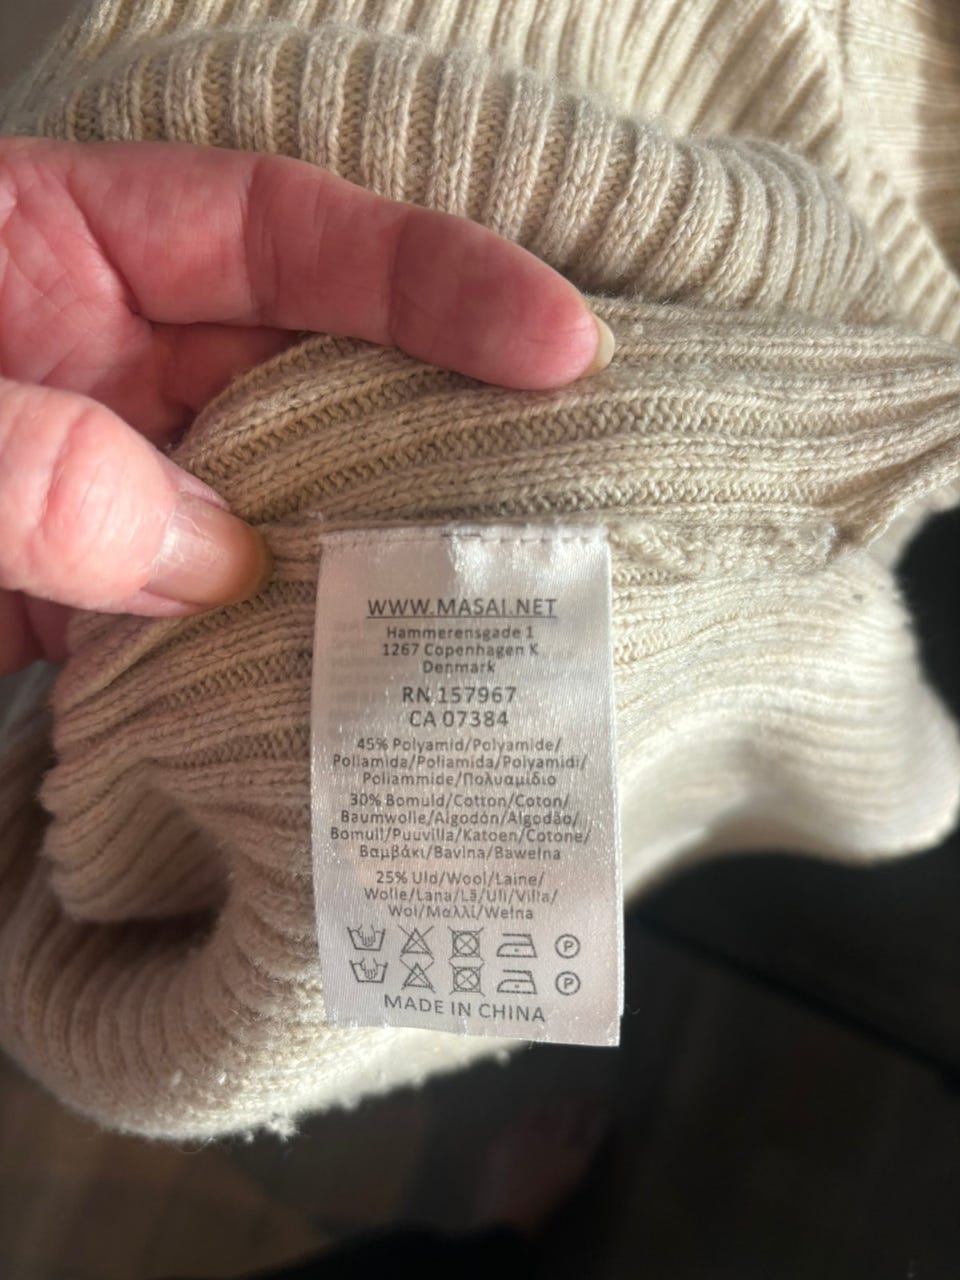 WWW.MASAI.NET
Hammerensgade 1
1267 Copenhagen K
Denmark
RN 157967
CA 07384
45% Polyamid/Polyamide/
Poliamida/Poliamida/Polyamidi/
Poliammide/Πολυαμίδιο
30% Bomuld/Cotton/Coton/
Baumwolle/Algodón/Algodão/
Bomull/Puuvilla/Katoen/Cotone/
Βαμβάκι/Bavlna/Bawełna
25% Uld/Wool/Laine/
Wolle/Lana/Lã/Ull/Villa/
Wol/Μαλλί/Wełna
P
P
MADE IN CHINA